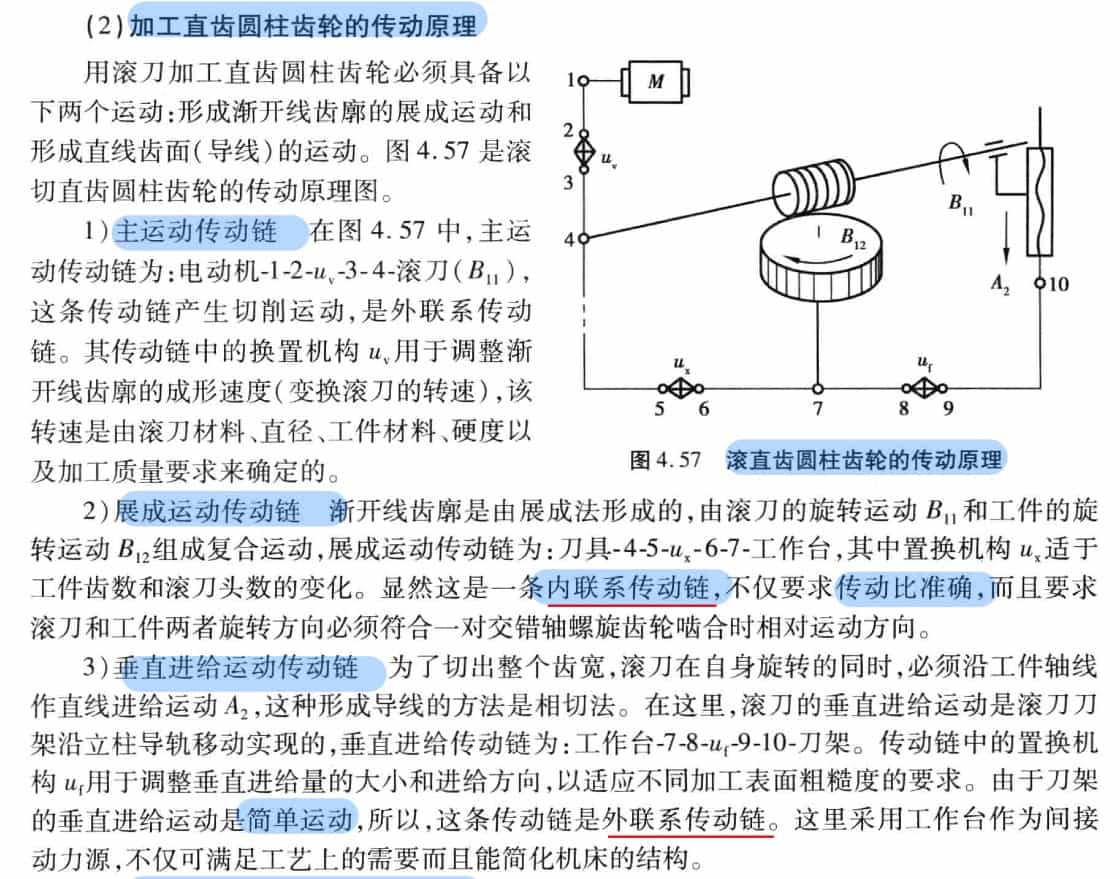 (2)加工直齿圆柱齿轮的传动原理
用滚刀加工直齿圆柱齿轮必须具备以
下两个运动:形成渐开线齿廓的展成运动和
形成直线齿面(导线)的运动。图4.57是滚
切直齿圆柱齿轮的传动原理图。
1)主运动传动链 在图4.57中,主运
动传动链为:电动机-1-2-uv-3-4-滚刀(B11),
这条传动链产生切削运动,是外联系传动
链。其传动链中的换置机构uv用于调整渐
开线齿廓的成形速度(变换滚刀的转速),该
转速是由滚刀材料、直径、工件材料、硬度以
及加工质量要求来确定的。
1
M
2
uv
3
4
B11
B12
A2
10
ux
uf
5 6 7 8 9
图4.57 滚直齿圆柱齿轮的传动原理
2)展成运动传动链 渐开线齿廓是由展成法形成的,由滚刀的旋转运动B11和工件的旋
转运动B12组成复合运动,展成运动传动链为:刀具-4-5-ux-6-7-工作台,其中置换机构ux适于
工件齿数和滚刀头数的变化。显然这是一条内联系传动链,不仅要求传动比准确,而且要求
滚刀和工件两者旋转方向必须符合一对交错轴螺旋齿轮啮合时相对运动方向。
3)垂直进给运动传动链 为了切出整个齿宽,滚刀在自身旋转的同时,必须沿工件轴线
作直线进给运动A2,这种形成导线的方法是相切法。在这里,滚刀的垂直进给运动是滚刀刀
架沿立柱导轨移动实现的,垂直进给传动链为:工作台-7-8-uf-9-10-刀架。传动链中的置换机
构uf用于调整垂直进给量的大小和进给方向,以适应不同加工表面粗糙度的要求。由于刀架
的垂直进给运动是简单运动,所以,这条传动链是外联系传动链。这里采用工作台作为间接
动力源,不仅可满足工艺上的需要而且能简化机床的结构。